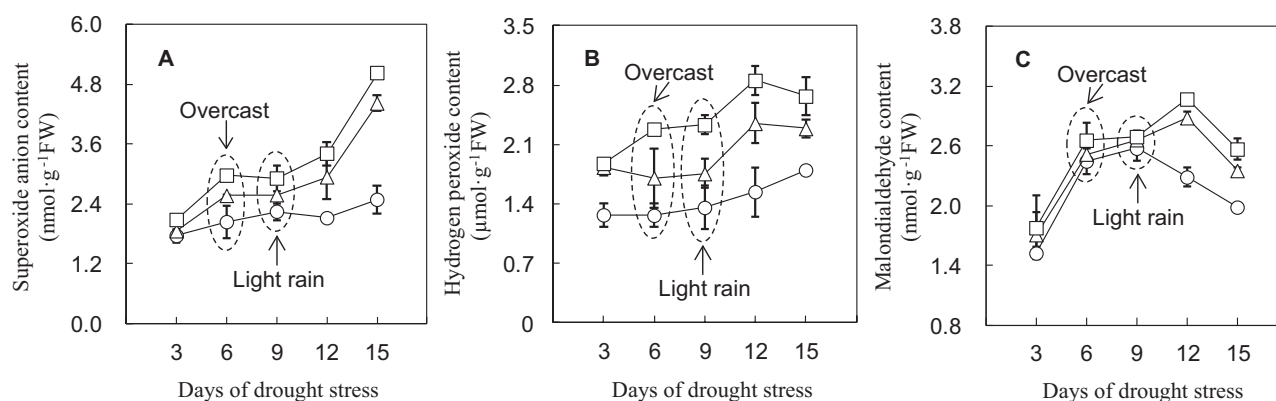 Superoxide anion content
(nmol·g⁻¹FW)
6.0
4.8
3.6
2.4
1.2
0.0
A
Overcast
Light rain
3 6 9 12 15
Days of drought stress
Hydrogen peroxide content
(μmol·g⁻¹FW)
3.5
2.8
2.1
1.4
0.7
0
B
Overcast
Light rain
3 6 9 12 15
Days of drought stress
Malondialdehyde content
(nmol·g⁻¹FW)
3.8
3.2
2.6
2.0
1.4
0.8
C
Overcast
Light rain
3 6 9 12 15
Days of drought stress